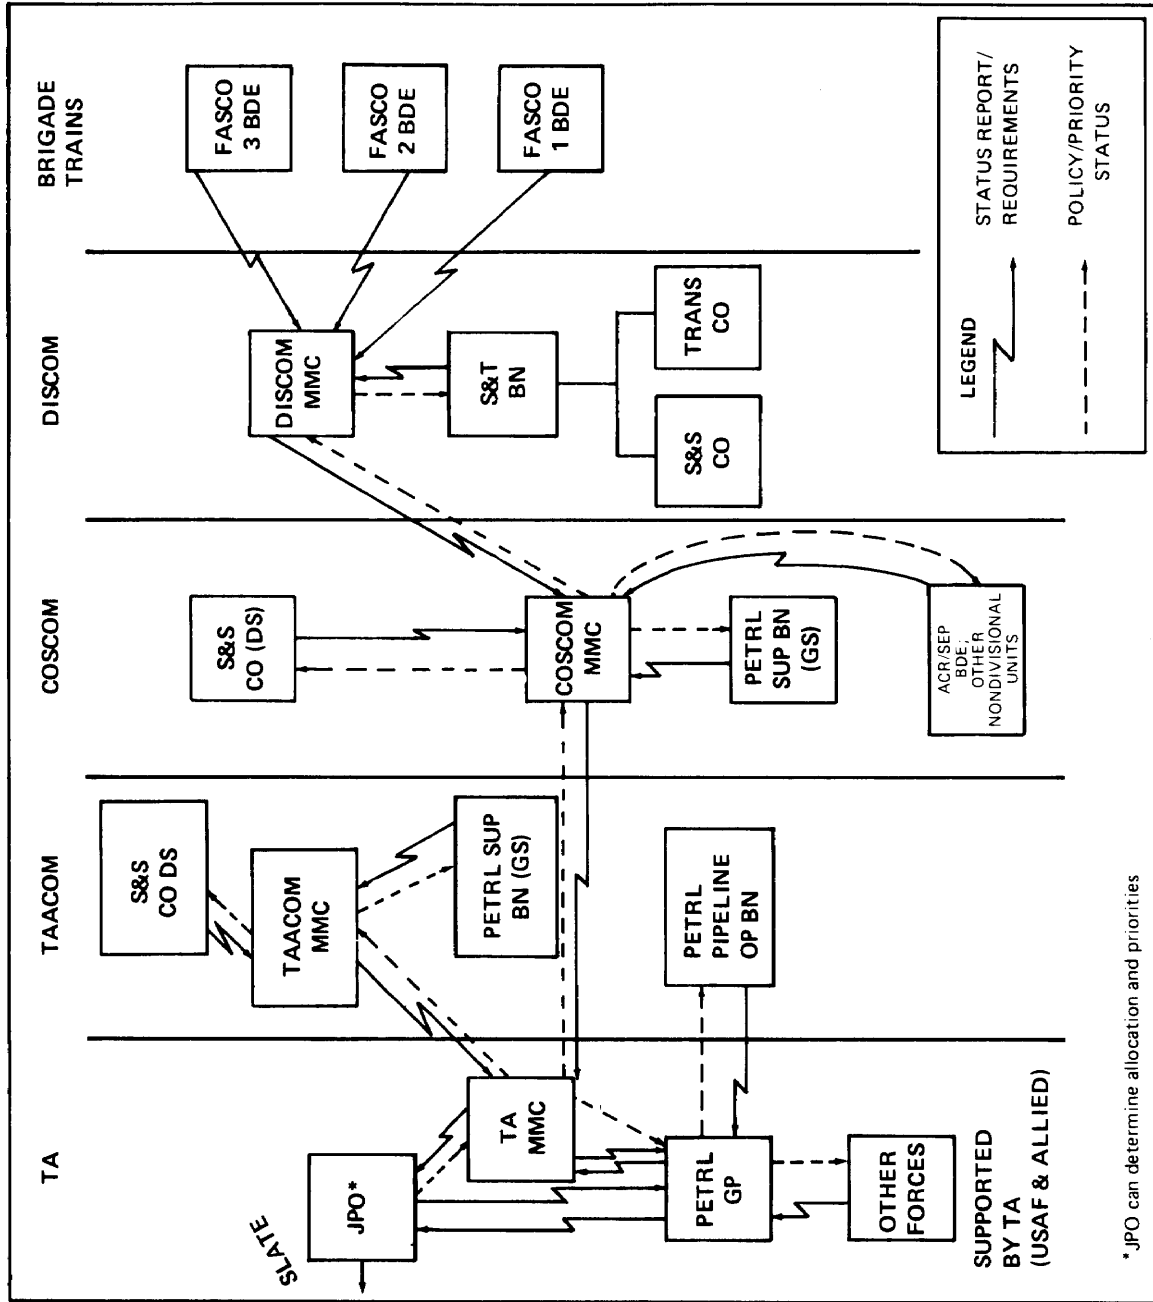 TA
TAACOM
COSCOM
DISCOM
BRIGADE
TRAINS
SLATE
JPO*
TA
MMC
PETRL
GP
OTHER
FORCES
SUPPORTED
BY TA
(USAF & ALLIED)
S&S
CO DS
TAACOM
MMC
PETRL SUP
BN (GS)
PETRL
PIPELINE
OP BN
S&S
CO (DS)
COSCOM
MMC
PETRL
SUP BN
(GS)
ACR/SEP
BDE;
OTHER
NONDIVISIONAL
UNITS
DISCOM
MMC
S&T
BN
S&S
CO
TRANS
CO
FASCO
3 BDE
FASCO
2 BDE
FASCO
1 BDE
LEGEND
STATUS REPORT/
REQUIREMENTS
POLICY/PRIORITY
STATUS
*JPO can determine allocation and priorities